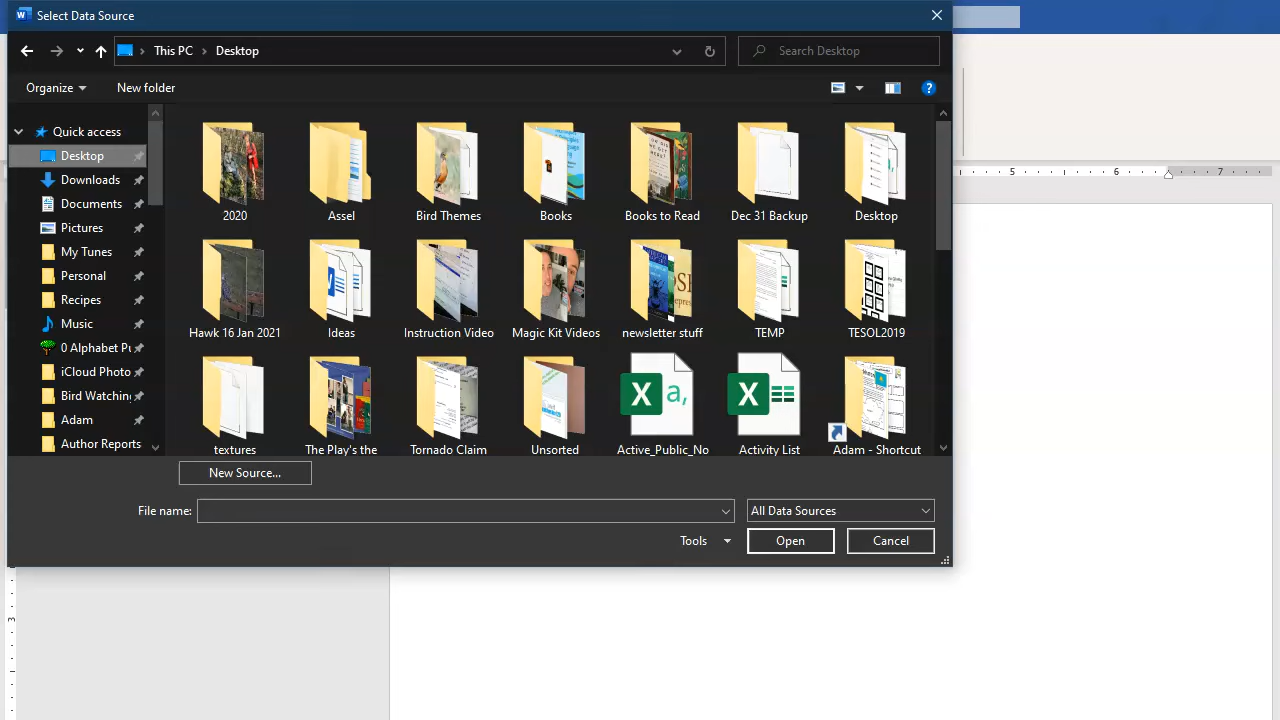 Select Data Source
This PC
Desktop
Search Desktop
Organize
New folder
Quick access
Desktop
Downloads
Documents
Pictures
My Tunes
Personal
Recipes
Music
0 Alphabet Pu
iCloud Photo
Bird Watching
Adam
Author Reports
2020
Assel
Bird Themes
Books
Books to Read
Dec 31 Backup
Desktop
Hawk 16 Jan 2021
Ideas
Instruction Video
Magic Kit Videos
newsletter stuff
TEMP
TESOL2019
textures
The Play's the
Tornado Claim
Unsorted
Active_Public_No
Activity List
Adam - Shortcut
New Source...
File name:
All Data Sources
Tools
Open
Cancel
5
6
7
3